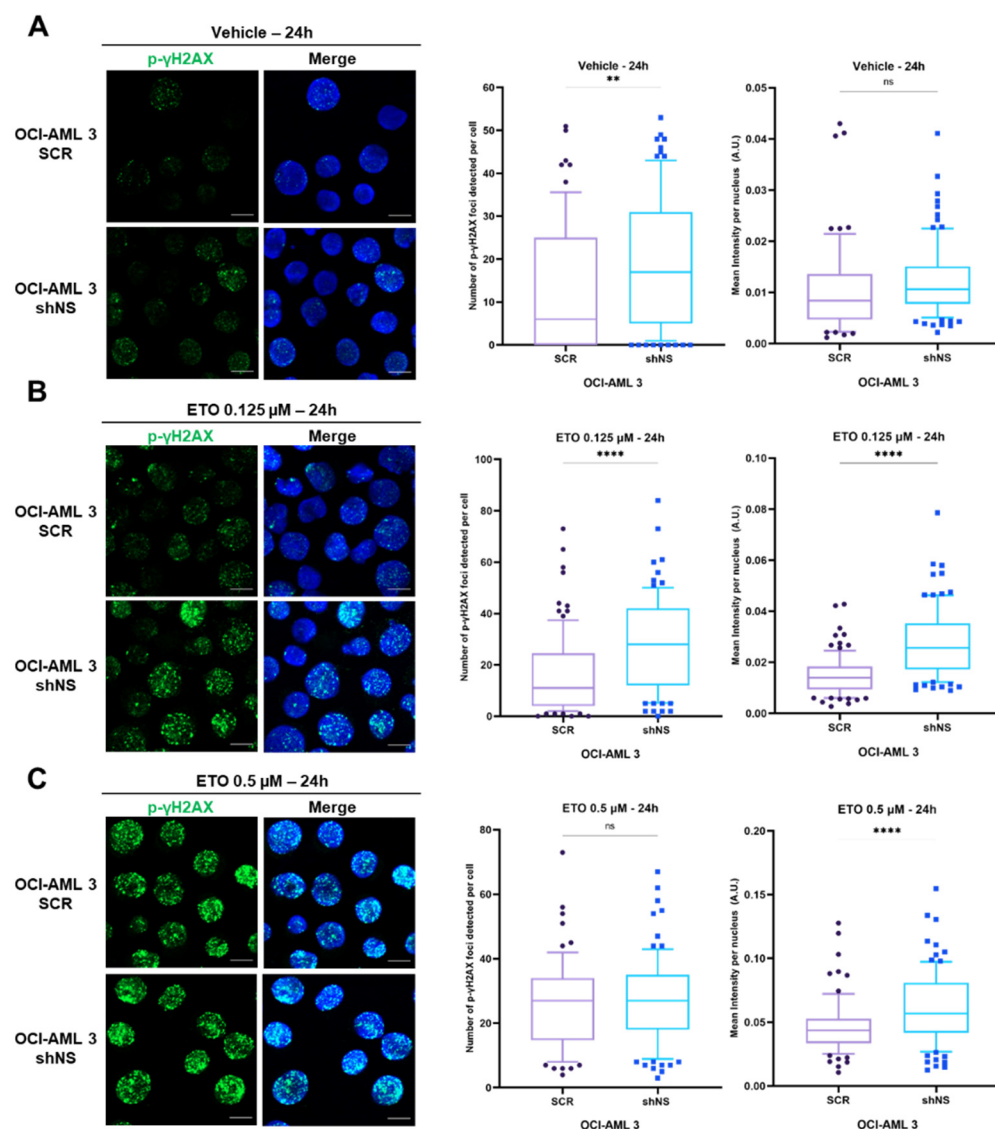 A
Vehicle – 24h
p-γH2AX
Merge
OCI-AML 3
SCR
OCI-AML 3
shNS
Vehicle - 24h
**
Number of p-γH2AX foci detected per cell
60
50
40
30
20
10
0
SCR
shNS
OCI-AML 3
Vehicle - 24h
ns
Mean Intensity per nucleus (A.U.)
0.05
0.04
0.03
0.02
0.01
0.00
SCR
shNS
OCI-AML 3
B
ETO 0.125 µM – 24h
p-γH2AX
Merge
OCI-AML 3
SCR
OCI-AML 3
shNS
ETO 0.125 µM - 24h
****
Number of p-γH2AX foci detected per cell
100
80
60
40
20
0
SCR
shNS
OCI-AML 3
ETO 0.125 µM - 24h
****
Mean Intensity per nucleus (A.U.)
0.10
0.08
0.06
0.04
0.02
0.00
SCR
shNS
OCI-AML 3
C
ETO 0.5 µM – 24h
p-γH2AX
Merge
OCI-AML 3
SCR
OCI-AML 3
shNS
ETO 0.5 µM - 24h
ns
Number of p-γH2AX foci detected per cell
80
60
40
20
0
SCR
shNS
OCI-AML 3
ETO 0.5 µM - 24h
****
Mean Intensity per nucleus (A.U.)
0.20
0.15
0.10
0.05
0.00
SCR
shNS
OCI-AML 3